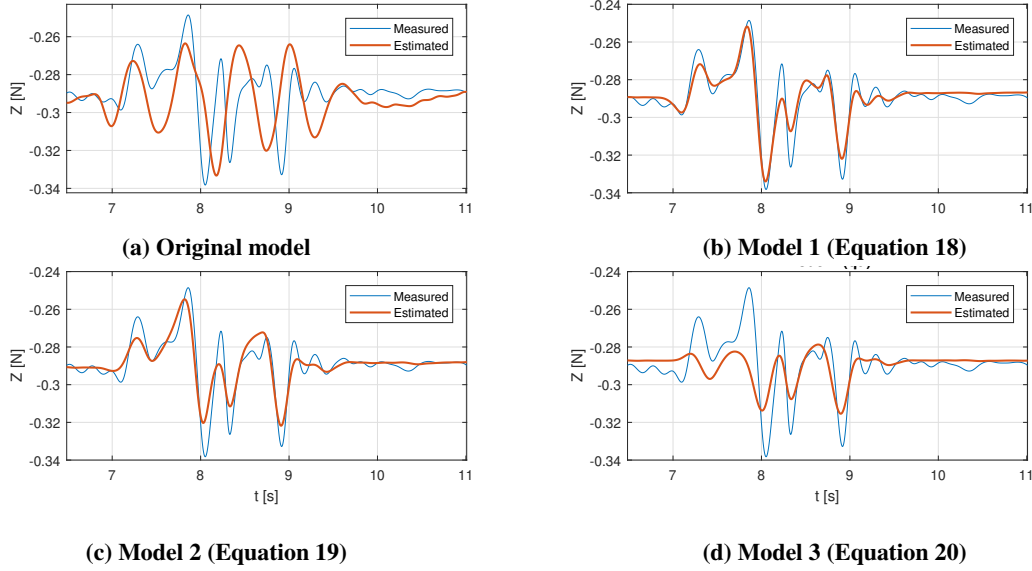 Z [N]
-0.26
-0.28
-0.3
-0.32
-0.34
7 8 9 10 11
Measured
Estimated
(a) Original model
Z [N]
-0.24
-0.26
-0.28
-0.3
-0.32
-0.34
7 8 9 10 11
Measured
Estimated
(b) Model 1 (Equation 18)
Z [N]
-0.24
-0.26
-0.28
-0.3
-0.32
-0.34
7 8 9 10 11
t [s]
Measured
Estimated
(c) Model 2 (Equation 19)
Z [N]
-0.24
-0.26
-0.28
-0.3
-0.32
-0.34
7 8 9 10 11
t [s]
Measured
Estimated
(d) Model 3 (Equation 20)